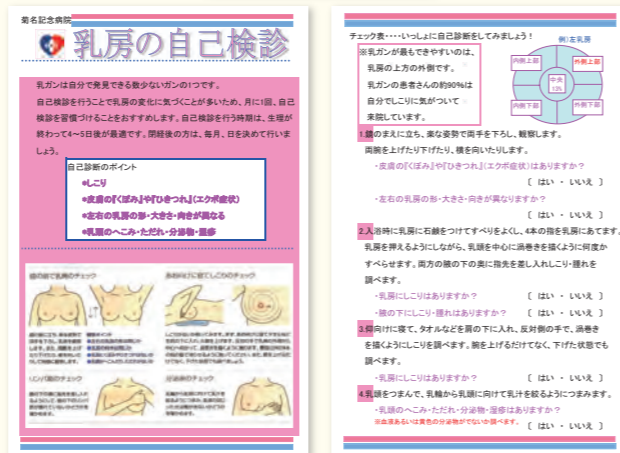 菊名記念病院
乳房の自己検診
乳ガンは自分で発見できる数少ないガンの1つです。
自己検診を行うことで乳房の変化に気づくことが多いため、月に1回、自己
検診を習慣づけることをおすすめします。自己検診を行う時期は、生理が
終わって4~5日後が最適です。閉経後の方は、毎月、日を決めて行いま
しょう。
自己診断のポイント
●しこり
●皮膚の『くぼみ』や『ひきつれ』(エクボ症状)
●左右の乳房の形・大きさ・向きが異なる
●乳頭のへこみ・ただれ・分泌物・湿疹
鏡の前で乳房のチェック
あお向けに寝てしこりのチェック
リンパ節のチェック
分泌物のチェック
チェック表・・・・いっしょに自己診断をしてみましょう!
例)左乳房
※乳ガンが最もできやすいのは、
乳房の上方の外側です。
乳ガンの患者さんの約90%は
自分でしこりに気がついて
来院しています。
内側上部
外側上部
中央
13%
内側下部
外側下部
1.鏡のまえに立ち、楽な姿勢で両手を下ろし、観察します。
両腕を上げたり下げたり、横を向いたりします。
・皮膚の『くぼみ』や『ひきつれ』(エクボ症状)はありますか?
〔 はい ・ いいえ 〕
・左右の乳房の形・大きさ・向きが異なりますか?
〔 はい ・ いいえ 〕
2.入浴時に乳房に石鹸をつけてすべりをよくし、4本の指を乳房にあてます。
乳房を押えるようにしながら、乳頭を中心に渦巻きを描くように何度か
すべらせます。両方の腋の下の奥に指先を差し入れしこり・腫れを
調べます。
・乳房にしこりはありますか? 〔 はい ・ いいえ 〕
・腋の下にしこり・腫れはありますか? 〔 はい ・ いいえ 〕
3.仰向けに寝て、タオルなどを肩の下に入れ、反対側の手で、渦巻き
を描くようにしこりを調べます。腕を上げるだけでなく、下げた状態でも
調べます。
・乳房にしこりはありますか? 〔 はい ・ いいえ 〕
4.乳頭をつまんで、乳輪から乳頭に向けて乳汁を絞るようにつまみます。
・乳頭のへこみ・ただれ・分泌物・湿疹はありますか?
※血液あるいは黄色の分泌物がでないか調べます。 〔 はい ・ いいえ 〕